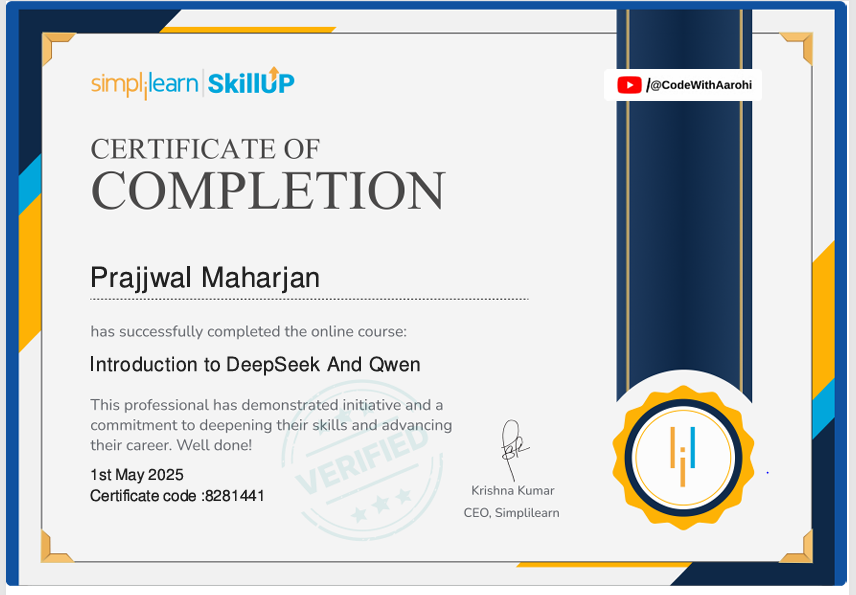 simplilearn | SkillUP
/@CodeWithAarohi
CERTIFICATE OF
COMPLETION
Prajjwal Maharjan
has successfully completed the online course:
Introduction to DeepSeek And Qwen
This professional has demonstrated initiative and a
commitment to deepening their skills and advancing
their career. Well done!
VERIFIED
1st May 2025
Certificate code :8281441
Krishna Kumar
CEO, Simplilearn